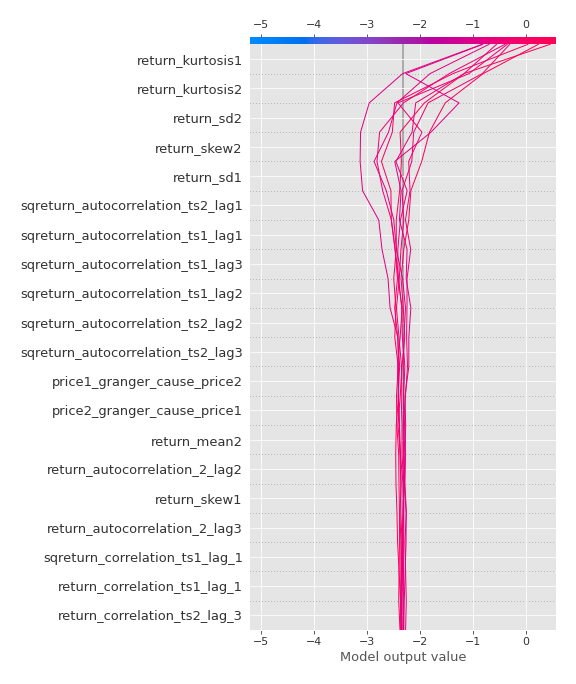 −5 −4 −3 −2 −1 0
return_kurtosis1
return_kurtosis2
return_sd2
return_skew2
return_sd1
sqreturn_autocorrelation_ts2_lag1
sqreturn_autocorrelation_ts1_lag1
sqreturn_autocorrelation_ts1_lag3
sqreturn_autocorrelation_ts1_lag2
sqreturn_autocorrelation_ts2_lag2
sqreturn_autocorrelation_ts2_lag3
price1_granger_cause_price2
price2_granger_cause_price1
return_mean2
return_autocorrelation_2_lag2
return_skew1
return_autocorrelation_2_lag3
sqreturn_correlation_ts1_lag_1
return_correlation_ts1_lag_1
return_correlation_ts2_lag_3
−5 −4 −3 −2 −1 0
Model output value